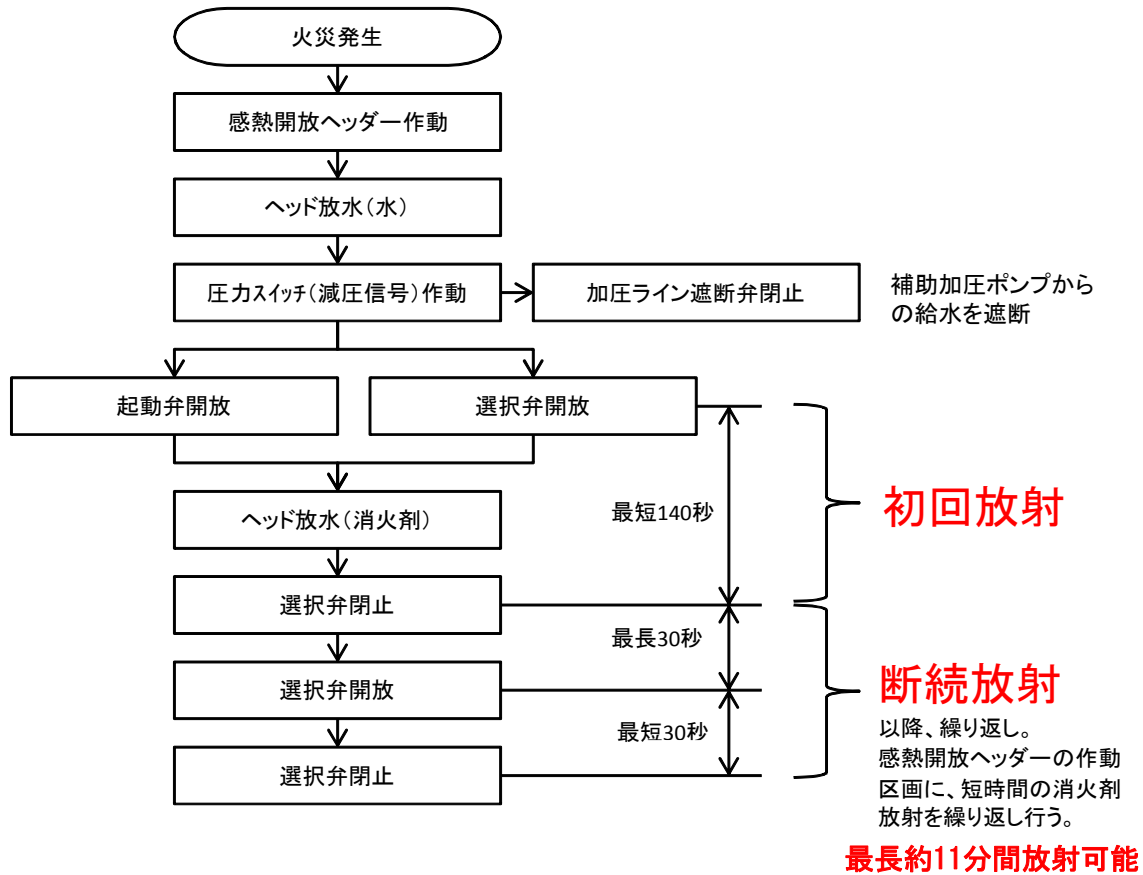 火災発生
感熱開放ヘッダー作動
ヘッド放水(水)
圧力スイッチ(減圧信号)作動
加圧ライン遮断弁閉止
補助加圧ポンプから
の給水を遮断
起動弁開放
選択弁開放
ヘッド放水(消火剤)
最短140秒
初回放射
選択弁閉止
最長30秒
選択弁開放
断続放射
最短30秒
以降、繰り返し。
感熱開放ヘッダーの作動
区画に、短時間の消火剤
放射を繰り返し行う。
選択弁閉止
最長約11分間放射可能